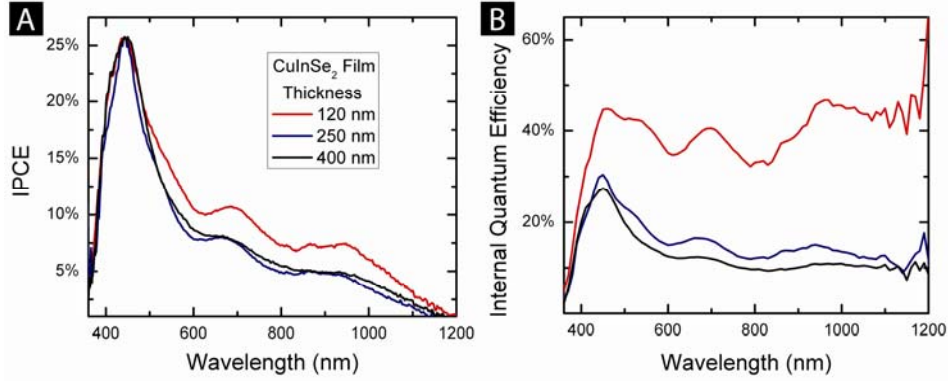 A
25%
20%
15%
10%
5%
IPCE
CuInSe2 Film
Thickness
120 nm
250 nm
400 nm
400 600 800 1000 1200
Wavelength (nm)
B
60%
40%
20%
Internal Quantum Efficiency
400 600 800 1000 1200
Wavelength (nm)